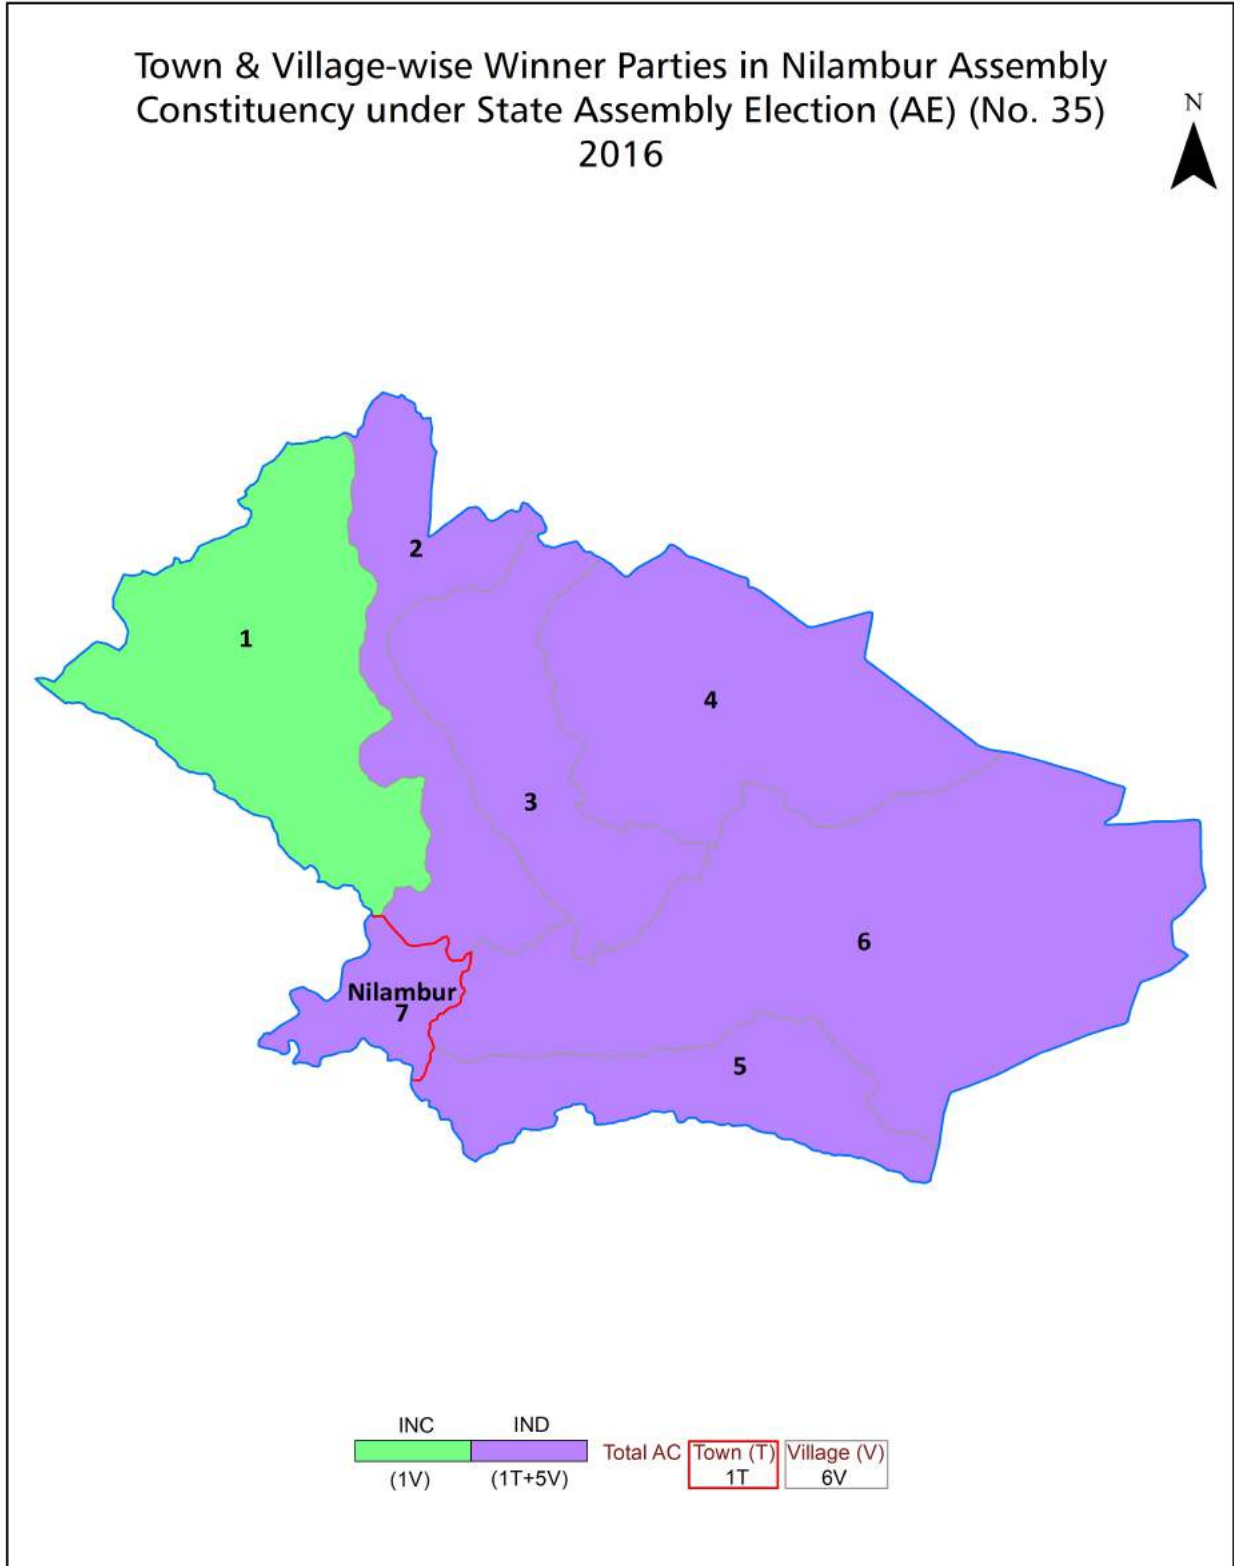 Town & Village-wise Winner Parties in Nilambur Assembly
Constituency under State Assembly Election (AE) (No. 35)
2016
N
2
1
4
3
6
Nilambur
7
5
INC IND
Total AC Town (T) Village (V)
(1V) (1T+5V) 1T 6V